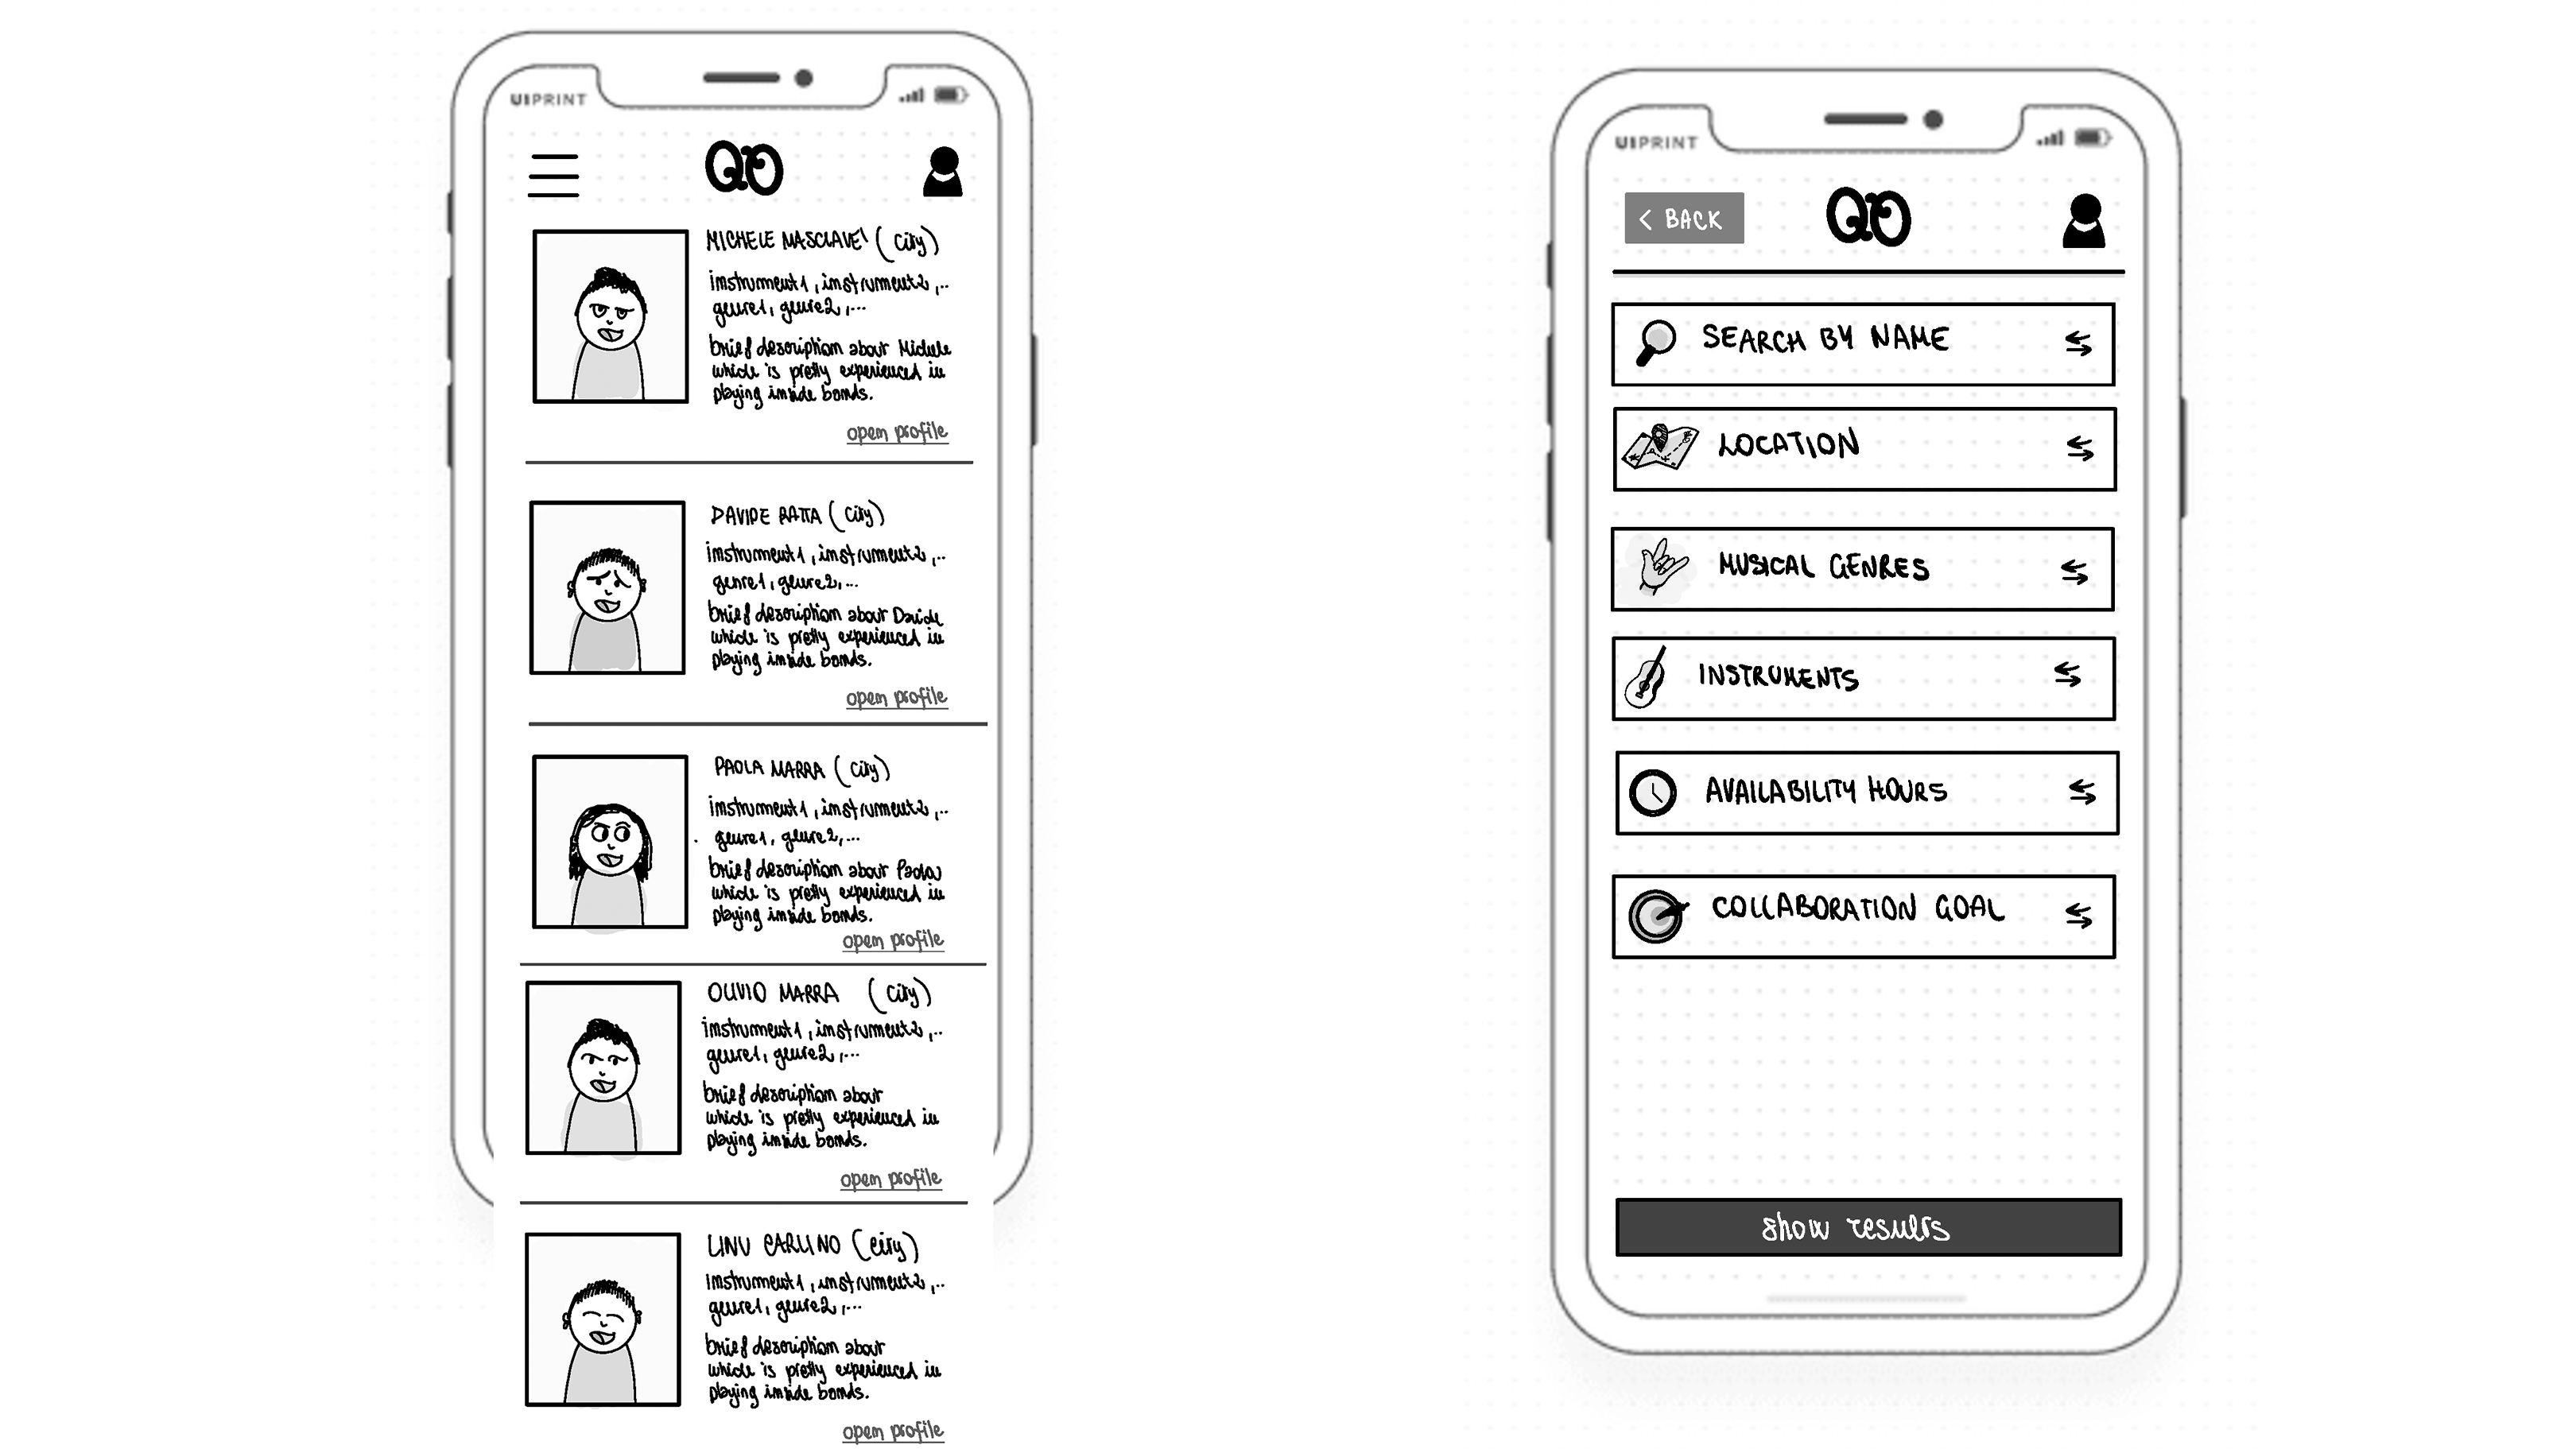 UIPRINT
QO
MICHELE MASCLAVE' (city)
instrument1, instrument2, ..
genre1, genre2, ...
brief description about Michele
which is pretty experienced in
playing inside bands.
open profile
DAVIDE RATTA (city)
instrument1, instrument2, ..
genre1, genre2, ...
brief description about Davide
which is pretty experienced in
playing inside bands.
open profile
PAOLA MARRA (city)
instrument1, instrument2, ..
genre1, genre2, ...
brief description about Paola
which is pretty experienced in
playing inside bands.
open profile
OLIVIO MARRA (city)
instrument1, instrument2, ..
genre1, genre2, ...
brief description about
which is pretty experienced in
playing inside bands.
open profile
LINV CARLINO (city)
instrument1, instrument2, ..
genre1, genre2, ...
brief description about
which is pretty experienced in
playing inside bands.
open profile
UIPRINT
< BACK
QO
SEARCH BY NAME
LOCATION
MUSICAL GENRES
INSTRUMENTS
AVAILABILITY HOURS
COLLABORATION GOAL
show results